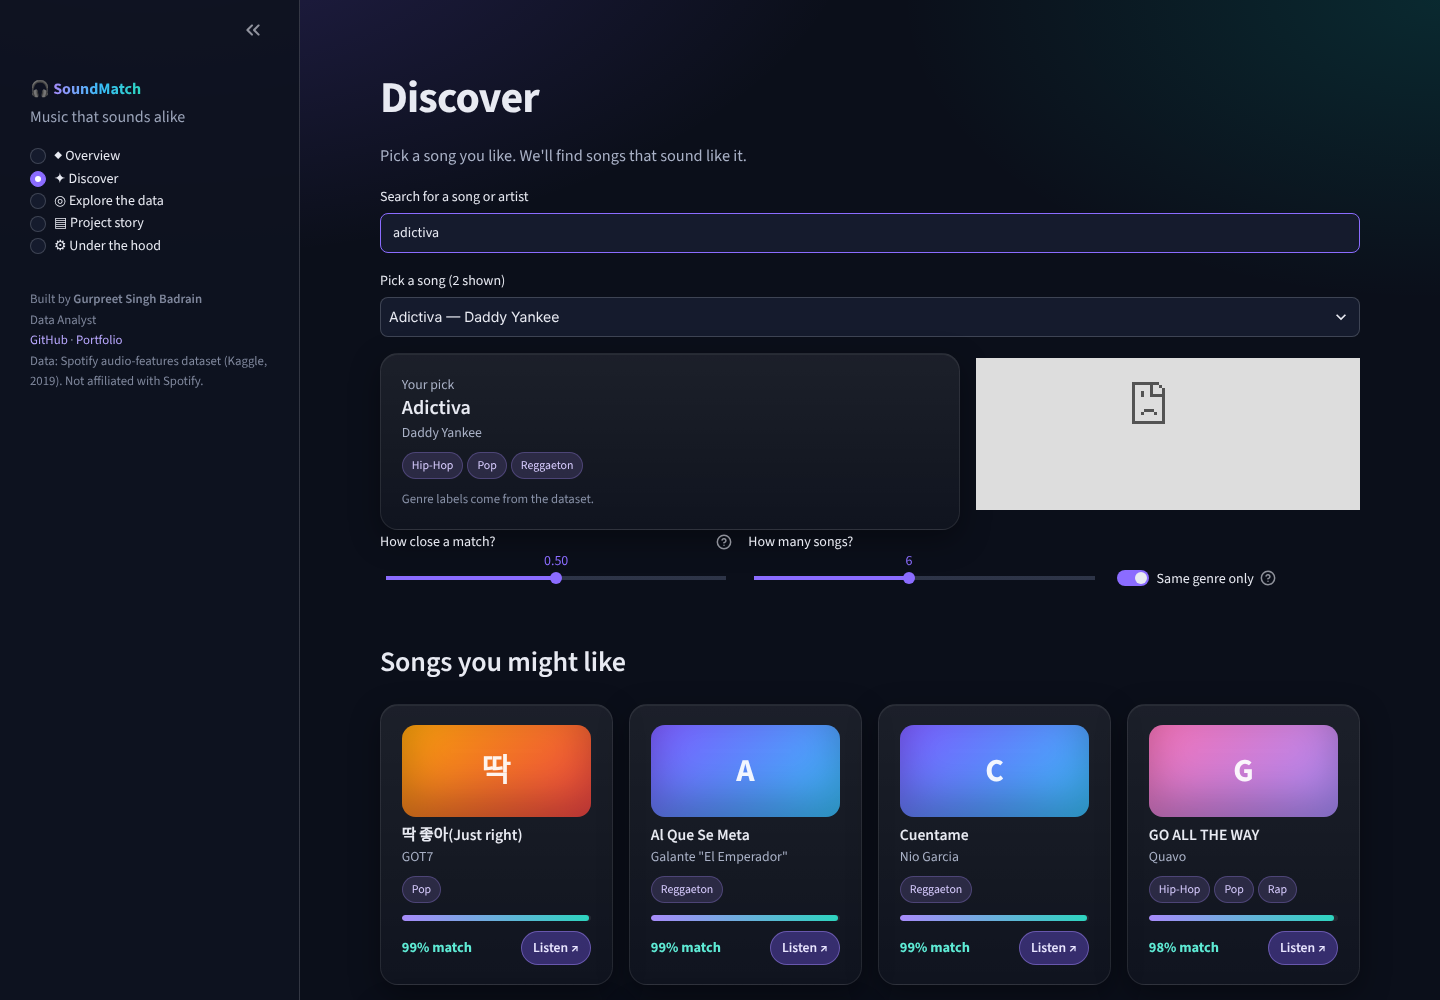 SoundMatch
Music that sounds alike
Overview
Discover
Explore the data
Project story
Under the hood
Built by Gurpreet Singh Badrain
Data Analyst
GitHub · Portfolio
Data: Spotify audio-features dataset (Kaggle,
2019). Not affiliated with Spotify.
Discover
Pick a song you like. We'll find songs that sound like it.
Search for a song or artist
adictiva
Pick a song (2 shown)
Adictiva — Daddy Yankee
Your pick
Adictiva
Daddy Yankee
Hip-Hop Pop Reggaeton
Genre labels come from the dataset.
How close a match?
0.50
How many songs?
6
Same genre only
Songs you might like
딱
딱 좋아(Just right)
GOT7
Pop
99% match Listen ↗
A
Al Que Se Meta
Galante "El Emperador"
Reggaeton
99% match Listen ↗
C
Cuentame
Nio Garcia
Reggaeton
99% match Listen ↗
G
GO ALL THE WAY
Quavo
Hip-Hop Pop Rap
98% match Listen ↗